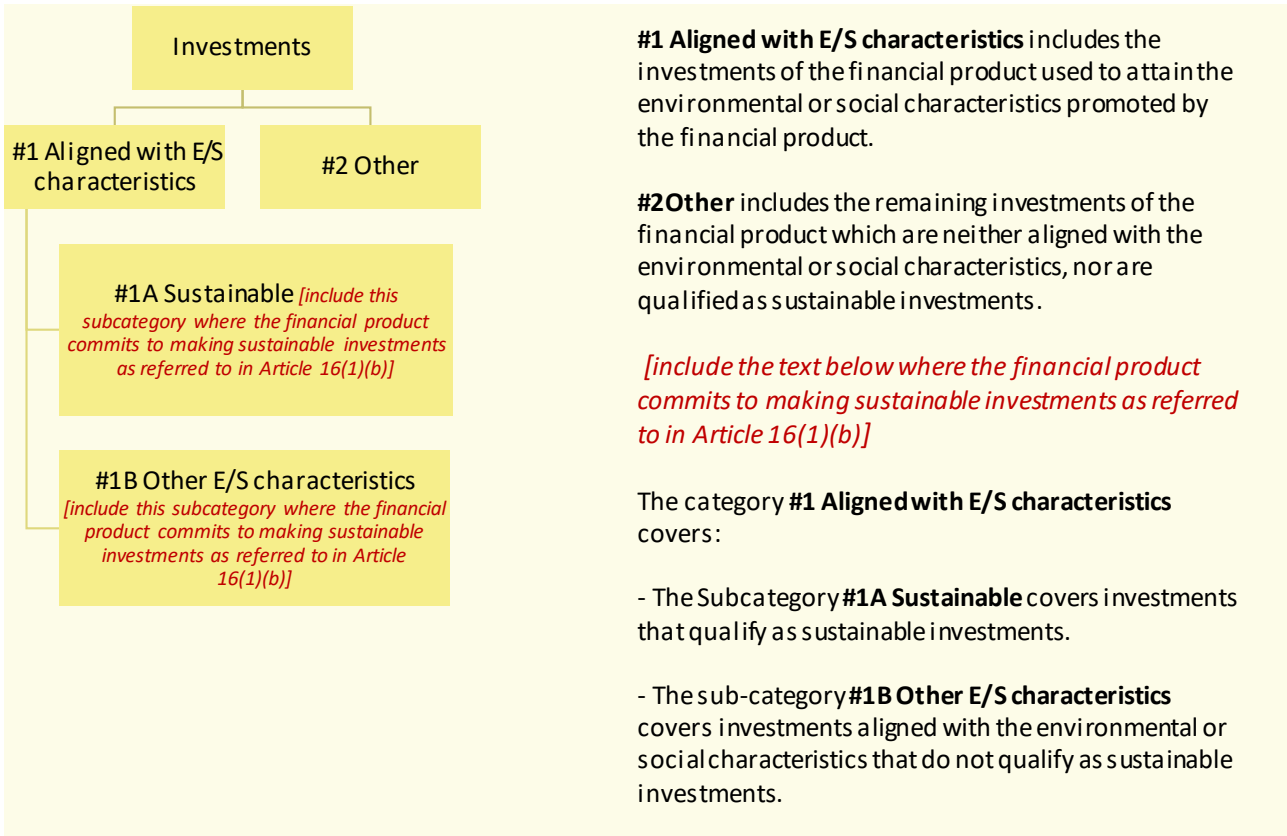 Investments
#1 Aligned with E/S
characteristics
#2 Other
#1A Sustainable [include this
subcategory where the financial product
commits to making sustainable investments
as referred to in Article 16(1)(b)]
#1B Other E/S characteristics
[include this subcategory where the financial
product commits to making sustainable
investments as referred to in Article
16(1)(b)]
#1 Aligned with E/S characteristics includes the
investments of the financial product used to attain the
environmental or social characteristics promoted by
the financial product.
#2Other includes the remaining investments of the
financial product which are neither aligned with the
environmental or social characteristics, nor are
qualified as sustainable investments.
[include the text below where the financial product
commits to making sustainable investments as referred
to in Article 16(1)(b)]
The category #1 Aligned with E/S characteristics
covers:
- The Subcategory #1A Sustainable covers investments
that qualify as sustainable investments.
- The sub-category #1B Other E/S characteristics
covers investments aligned with the environmental or
social characteristics that do not qualify as sustainable
investments.